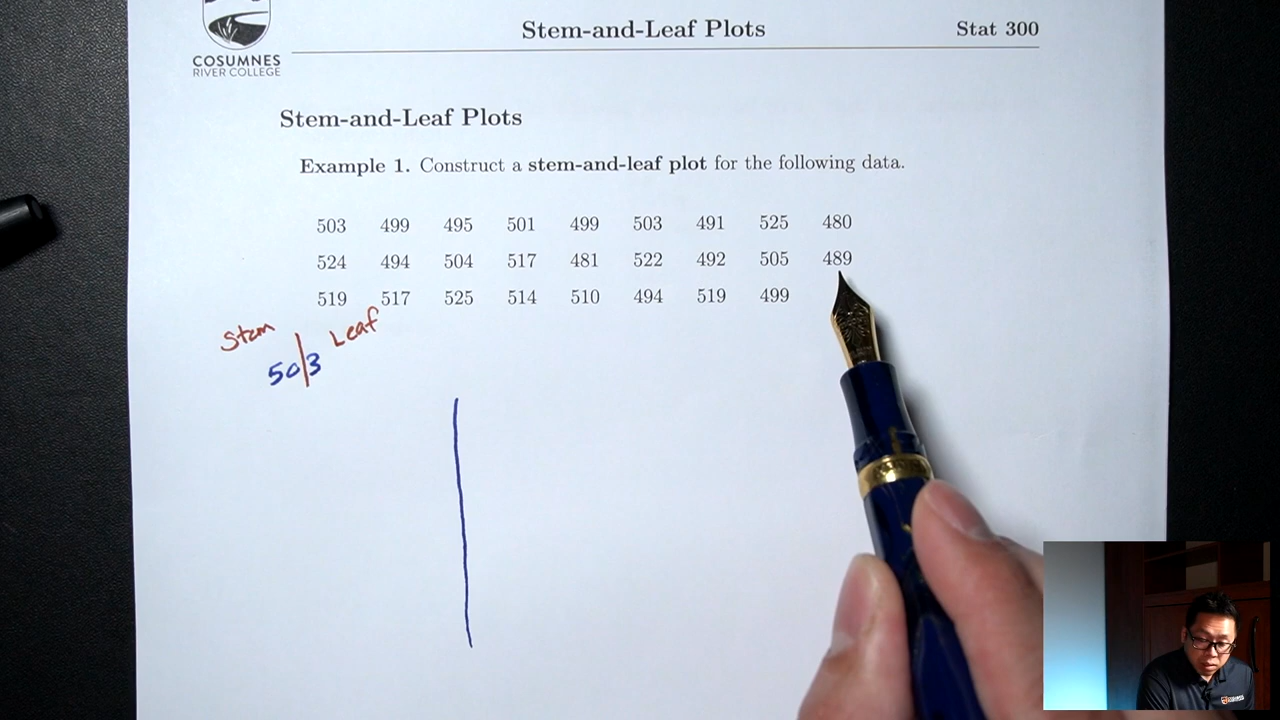 Stem-and-Leaf Plots Stat 300
COSUMNES
RIVER COLLEGE
Stem-and-Leaf Plots
Example 1. Construct a stem-and-leaf plot for the following data.
503 499 495 501 499 503 491 525 480
524 494 504 517 481 522 492 505 489
519 517 525 514 510 494 519 499
Stem Leaf
50 3